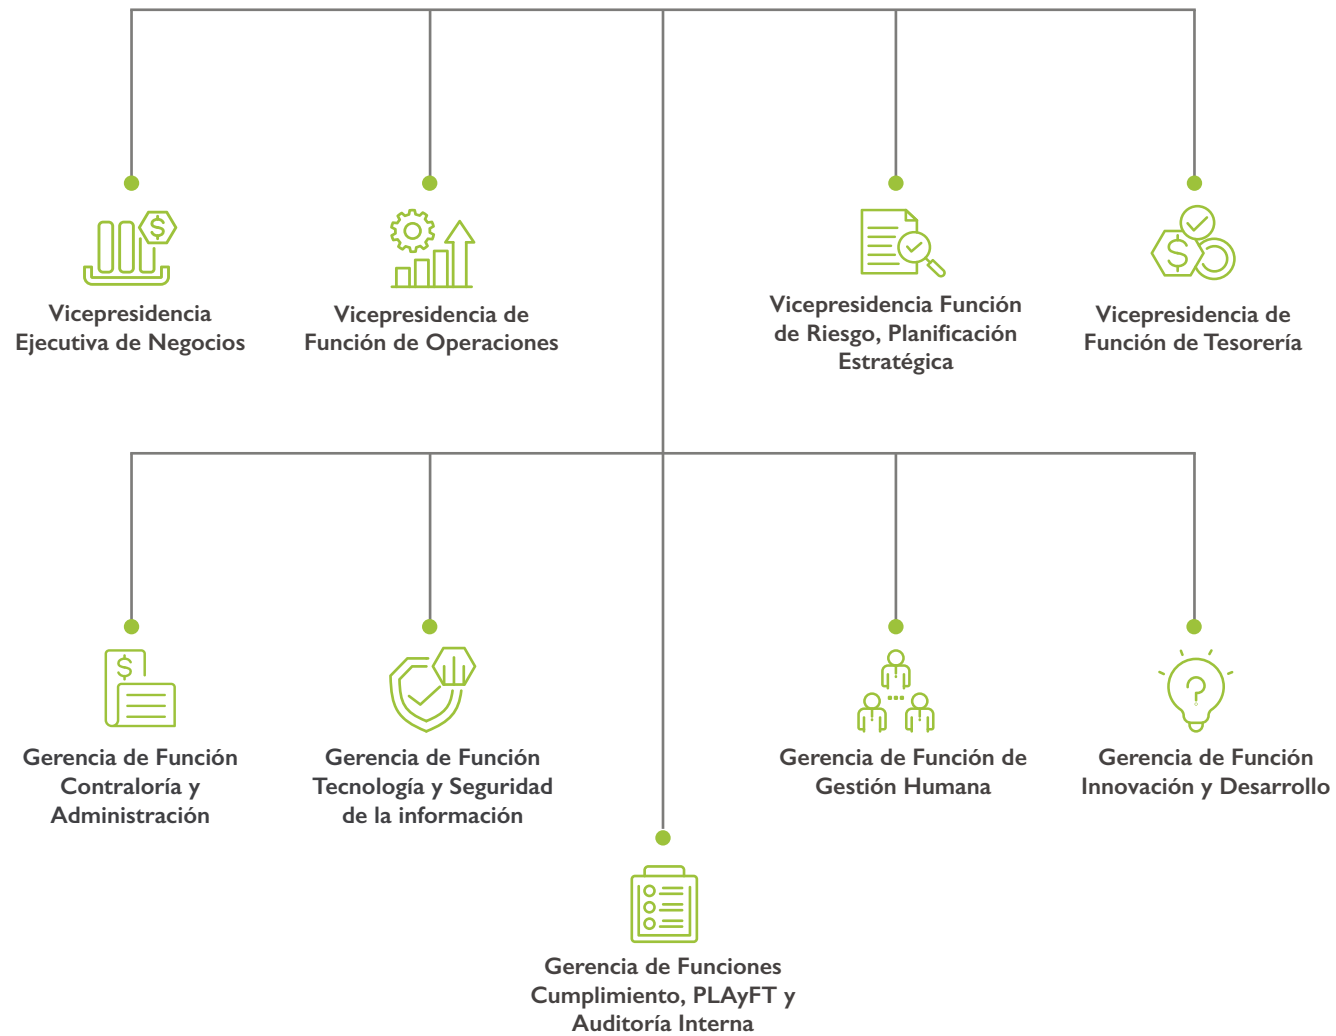 Vicepresidencia
Ejecutiva de Negocios
Vicepresidencia de
Función de Operaciones
Vicepresidencia Función
de Riesgo, Planificación
Estratégica
Vicepresidencia de
Función de Tesorería
Gerencia de Función
Contraloría y
Administración
Gerencia de Función
Tecnología y Seguridad
de la información
Gerencia de Función de
Gestión Humana
Gerencia de Función
Innovación y Desarrollo
Gerencia de Funciones
Cumplimiento, PLAyFT y
Auditoría Interna